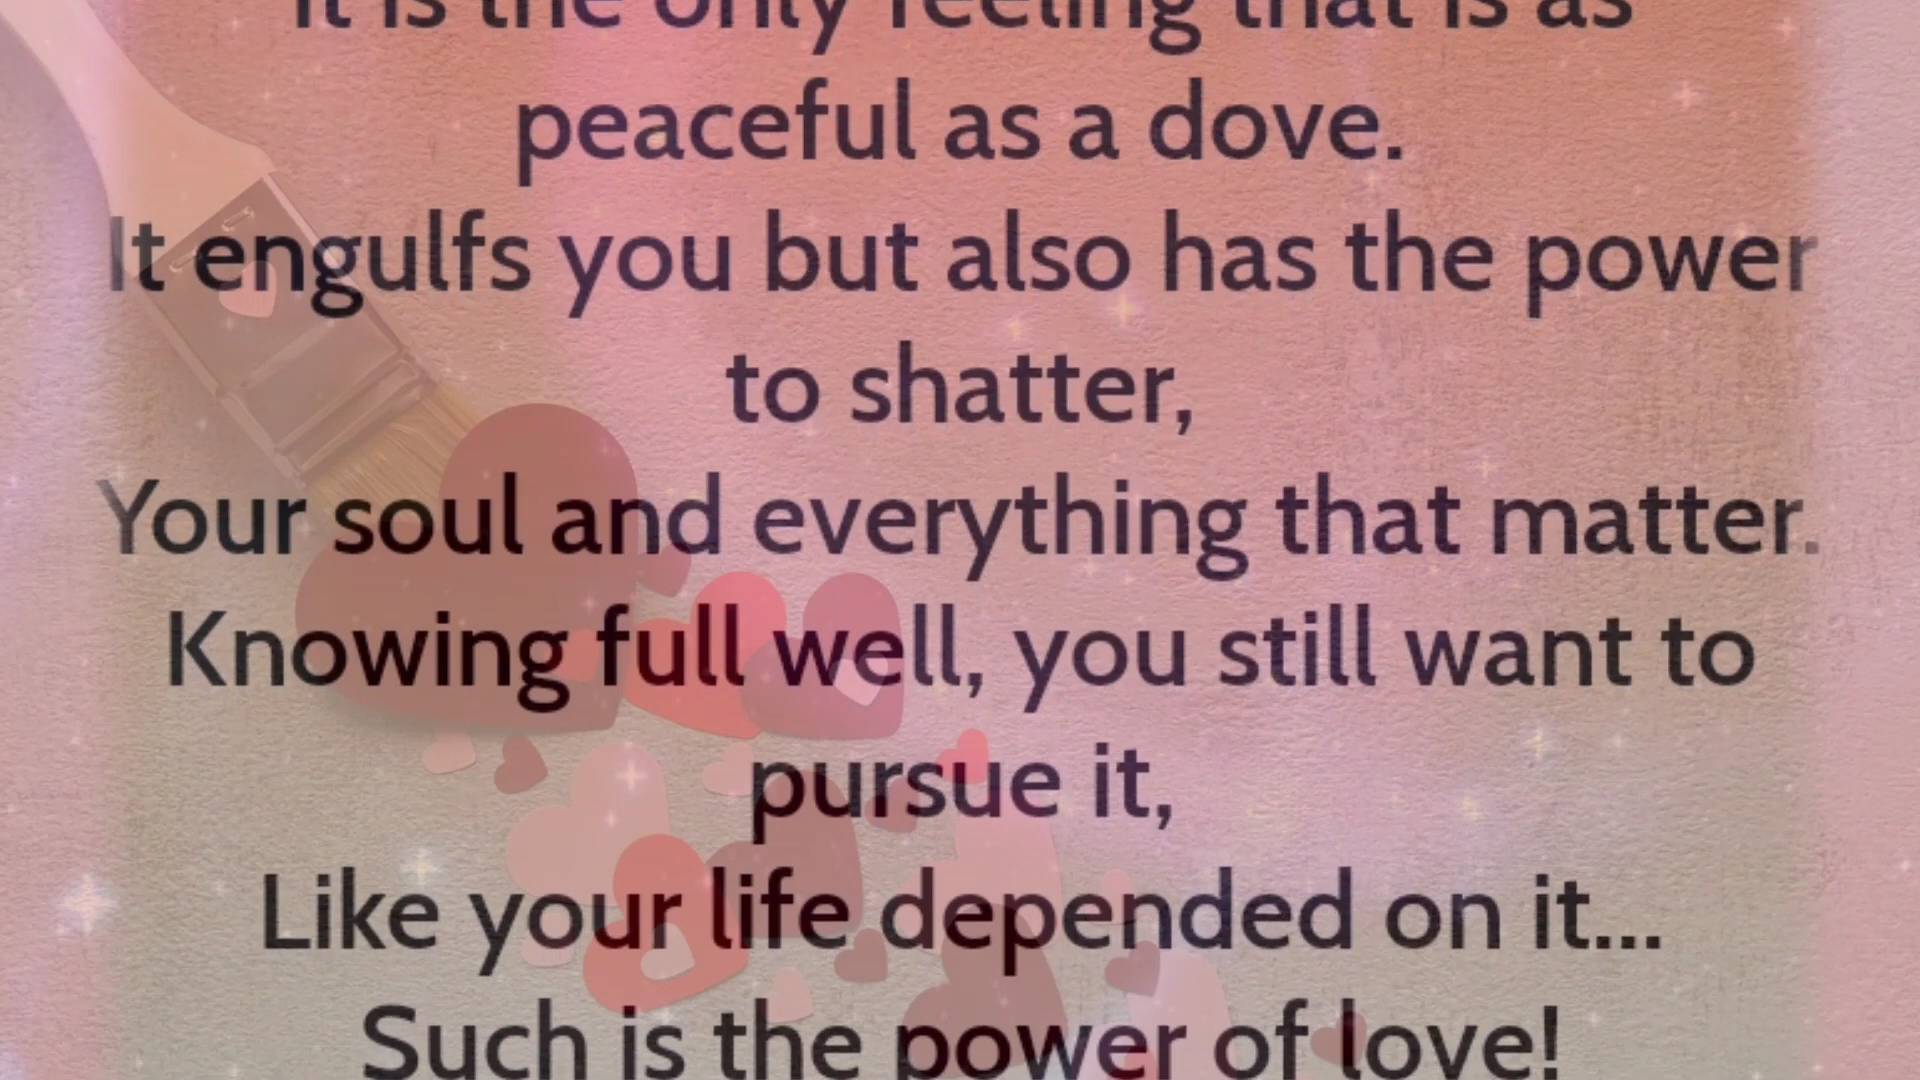 It is the only feeling that is as
peaceful as a dove.
It engulfs you but also has the power
to shatter,
Your soul and everything that matter.
Knowing full well, you still want to
pursue it,
Like your life depended on it...
Such is the power of love!